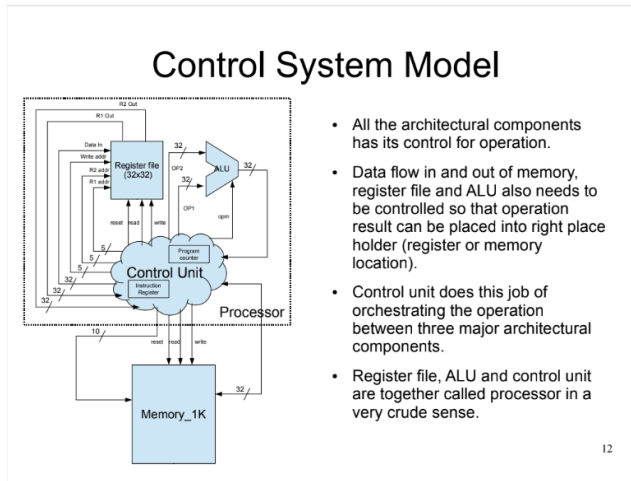 Control System Model
R2 Out
R1 Out
Data In
Write addr
R2 addr
R1 addr
Register file
(32x32)
32
OP2
32
OP1
ALU
32
opm
reset read write
5
5
5
32
32
32
Program
counter
Control Unit
Instruction
Register
Processor
10
reset read write
32
Memory_1K
• All the architectural components
has its control for operation.
• Data flow in and out of memory,
register file and ALU also needs to
be controlled so that operation
result can be placed into right place
holder (register or memory
location).
• Control unit does this job of
orchestrating the operation
between three major architectural
components.
• Register file, ALU and control unit
are together called processor in a
very crude sense.
12